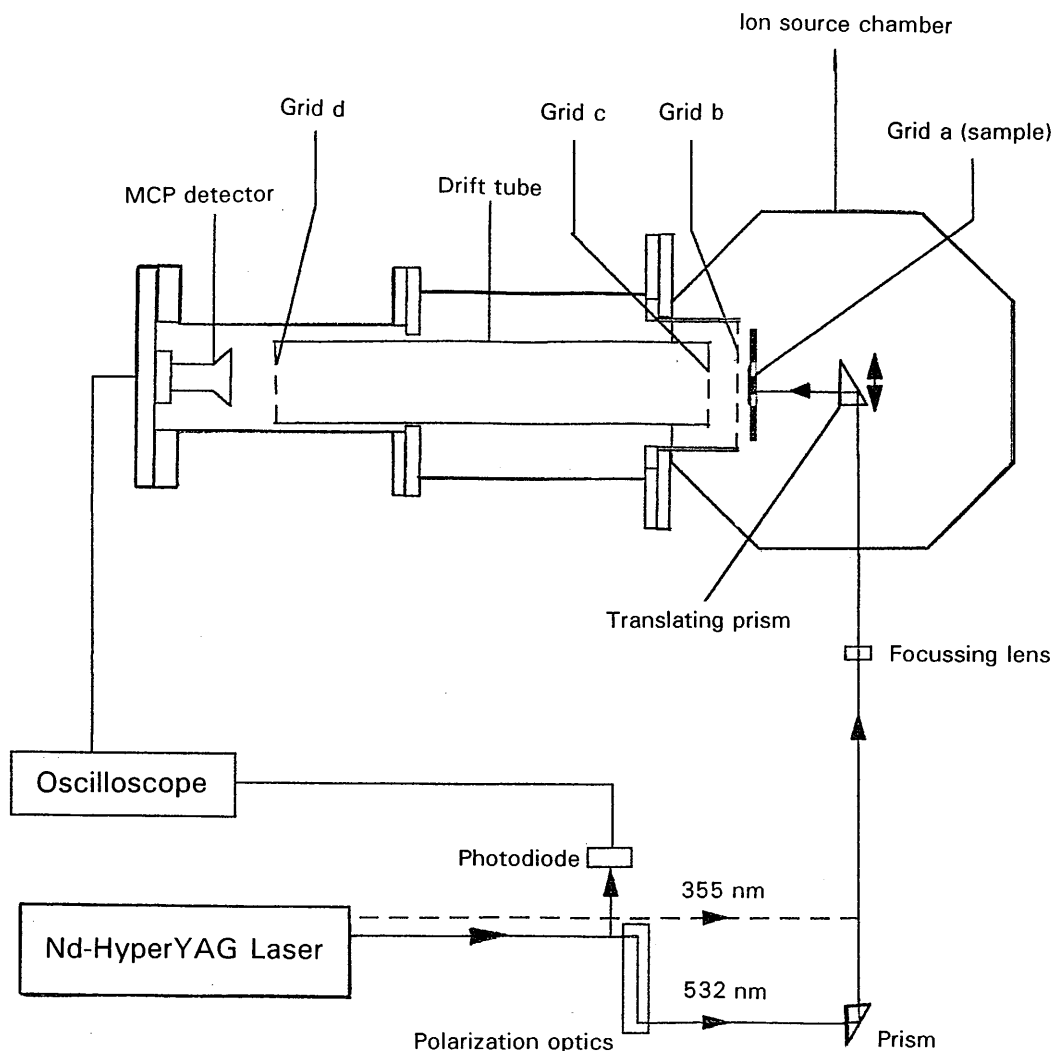 Ion source chamber
Grid d
Grid c
Grid b
Grid a (sample)
MCP detector
Drift tube
Translating prism
Focussing lens
Oscilloscope
Photodiode
355 nm
Nd-HyperYAG Laser
532 nm
Polarization optics
Prism